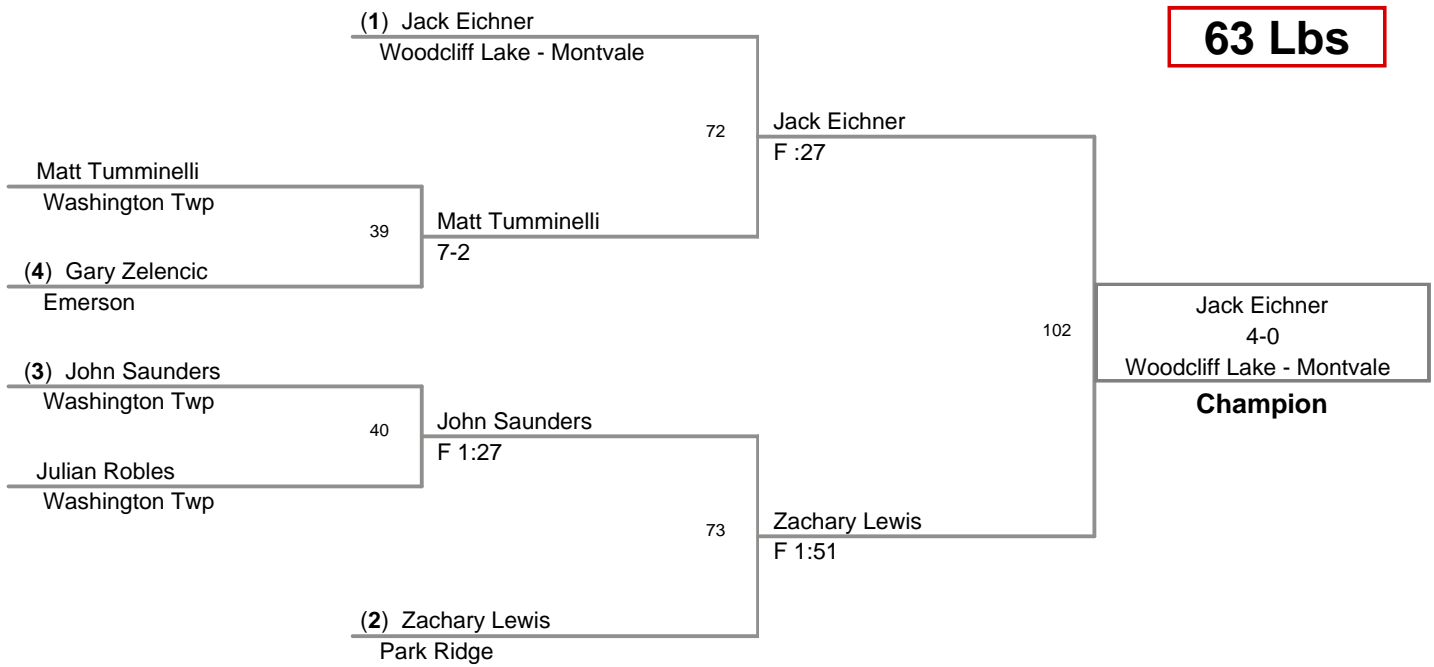 (1) Jack Eichner
Woodcliff Lake - Montvale
63 Lbs
72
Jack Eichner
F :27
Matt Tumminelli
Washington Twp
39
Matt Tumminelli
7-2
(4) Gary Zelencic
Emerson
102
Jack Eichner
4-0
Woodcliff Lake - Montvale
Champion
(3) John Saunders
Washington Twp
40
John Saunders
F 1:27
Julian Robles
Washington Twp
73
Zachary Lewis
F 1:51
(2) Zachary Lewis
Park Ridge